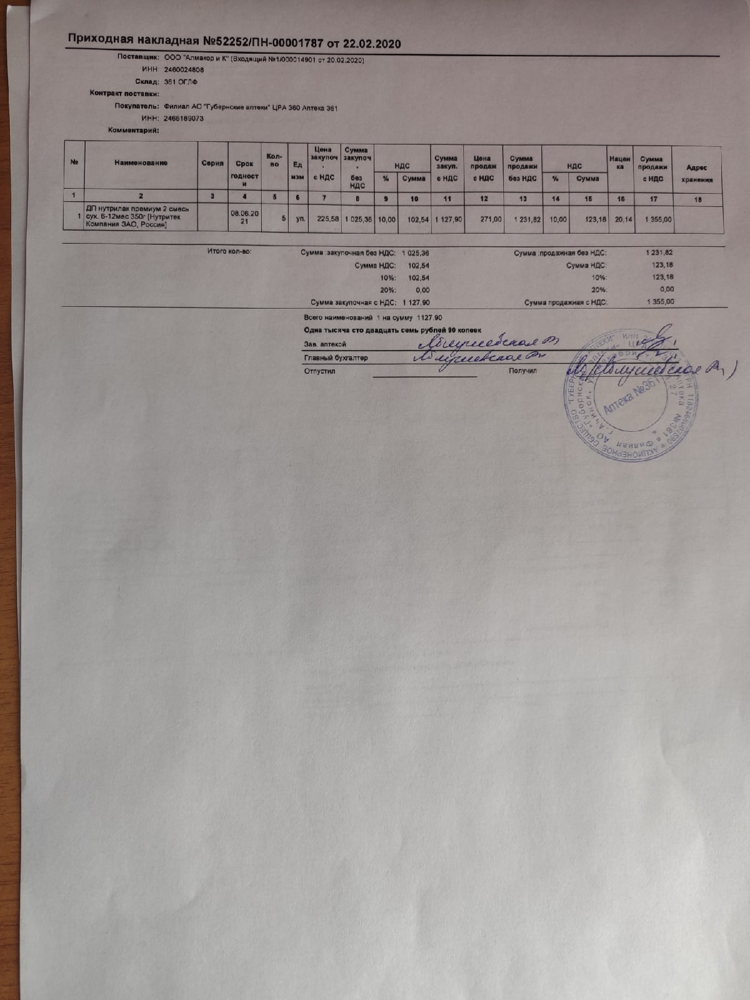 Приходная накладная №52252/ПН-00001787 от 22.02.2020
Поставщик: ООО "Алмакор и К" (Входящий №1/000014901 от 20.02.2020)
ИНН: 2460024808
Склад: 361 ОГЛФ
Контракт поставки:
Покупатель: Филиал АО "Губернские аптеки" ЦРА 360 Аптека 361
ИНН: 2466189073
Комментарий:
№ Наименование Серия Срок годности Кол-во Ед изм Цена закупоч. с НДС Сумма закупоч. без НДС НДС % Сумма Сумма закуп. с НДС Цена продаж с НДС Сумма продажи без НДС НДС % Сумма Наценка Сумма продажи с НДС Адрес хранения
1 2 3 4 5 6 7 8 9 10 11 12 13 14 15 16 17 18
1 ДП нутрилак премиум 2 смесь сух. 6-12мес 350г [Нутритек Компания ЗАО, Россия] 08.06.2021 5 уп. 225,58 1 025,36 10,00 102,54 1 127,90 271,00 1 231,82 10,00 123,18 20,14 1 355,00
Итого кол-во: Сумма закупочная без НДС: 1 025,36 Сумма продажная без НДС: 1 231,82
Сумма НДС: 102,54 Сумма НДС: 123,18
10%: 102,54 10%: 123,18
20%: 0,00 20%: 0,00
Сумма закупочная с НДС: 1 127,90 Сумма продажная с НДС: 1 355,00
Всего наименований 1 на сумму 1127.90
Одна тысяча сто двадцать семь рублей 90 копеек
Зав. аптекой
Главный бухгалтер
Отпустил Получил
Аптека №361